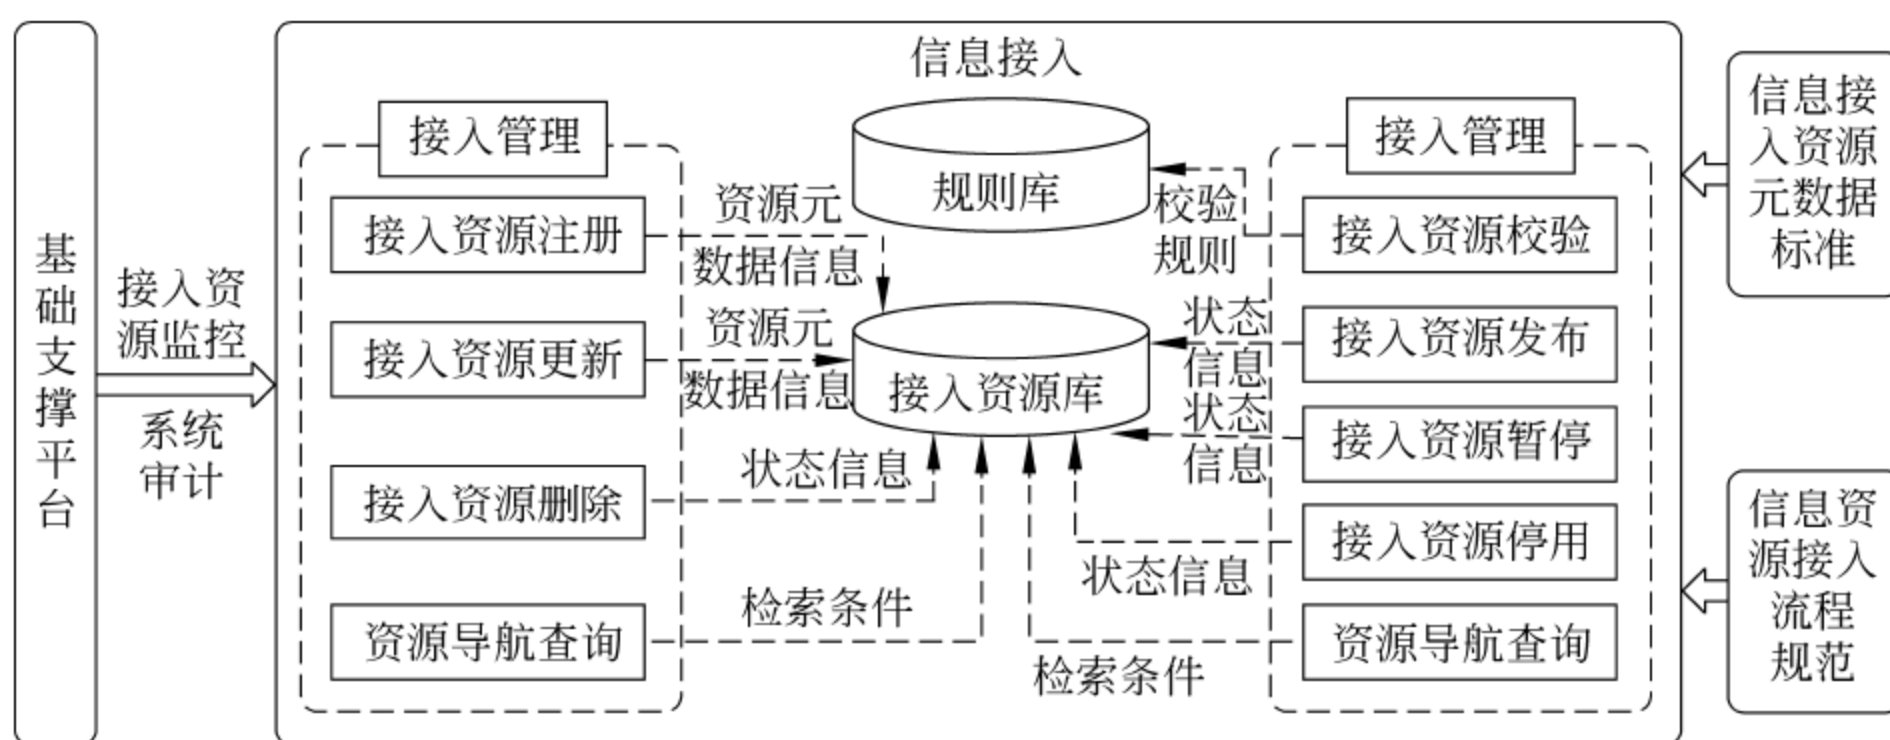 基
础
支
撑
平
台
接入资
源监控
系统
审计
信息接入
接入管理
接入资源注册
接入资源更新
接入资源删除
资源导航查询
资源元
数据信息
资源元
数据信息
状态信息
检索条件
规则库
接入资源库
校验
规则
状态
信息
状态
信息
状态信息
检索条件
接入管理
接入资源校验
接入资源发布
接入资源暂停
接入资源停用
资源导航查询
信息接
入资源
元数据
标准
信息资
源接入
流程
规范